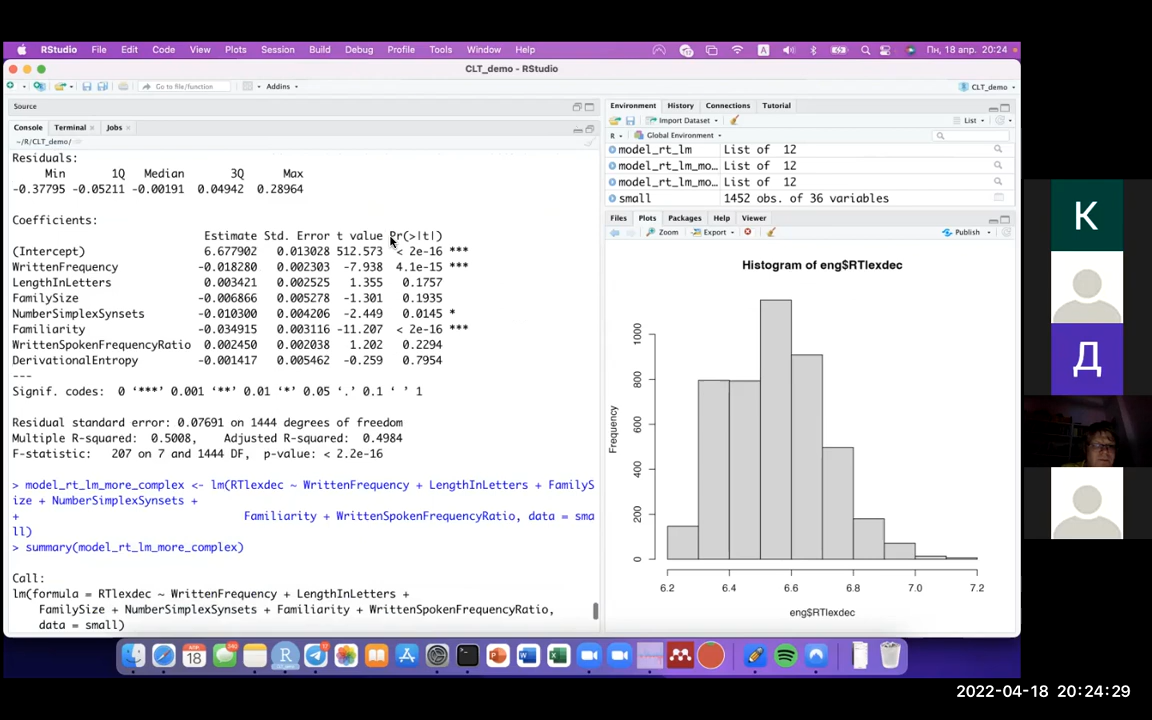 RStudio File Edit Code View Plots Session Build Debug Profile Tools Window Help A Пн, 18 апр. 20:24
CLT_demo - RStudio
Go to file/function Addins CLT_demo
Source
Console Terminal Jobs
~/R/CLT_demo/
Residuals:
Min 1Q Median 3Q Max
-0.37795 -0.05211 -0.00191 0.04942 0.28964
Coefficients:
Estimate Std. Error t value Pr(>|t|)
(Intercept) 6.677902 0.013028 512.573 < 2e-16 ***
WrittenFrequency -0.018280 0.002303 -7.938 4.1e-15 ***
LengthInLetters 0.003421 0.002525 1.355 0.1757
FamilySize -0.006866 0.005278 -1.301 0.1935
NumberSimplexSynsets -0.010300 0.004206 -2.449 0.0145 *
Familiarity -0.034915 0.003116 -11.207 < 2e-16 ***
WrittenSpokenFrequencyRatio 0.002450 0.002038 1.202 0.2294
DerivationalEntropy -0.001417 0.005462 -0.259 0.7954
---
Signif. codes: 0 ‘***’ 0.001 ‘**’ 0.01 ‘*’ 0.05 ‘.’ 0.1 ‘ ’ 1
Residual standard error: 0.07691 on 1444 degrees of freedom
Multiple R-squared: 0.5008, Adjusted R-squared: 0.4984
F-statistic: 207 on 7 and 1444 DF, p-value: < 2.2e-16
> model_rt_lm_more_complex <- lm(RTlexdec ~ WrittenFrequency + LengthInLetters + FamilyS
ize + NumberSimplexSynsets +
+ Familiarity + WrittenSpokenFrequencyRatio, data = sma
ll)
> summary(model_rt_lm_more_complex)
Call:
lm(formula = RTlexdec ~ WrittenFrequency + LengthInLetters +
FamilySize + NumberSimplexSynsets + Familiarity + WrittenSpokenFrequencyRatio,
data = small)
Environment History Connections Tutorial
Import Dataset List
R Global Environment
model_rt_lm List of 12
model_rt_lm_mo… List of 12
model_rt_lm_mo… List of 12
small 1452 obs. of 36 variables
Files Plots Packages Help Viewer
Zoom Export Publish
Histogram of eng$RTlexdec
Frequency
1000
800
600
400
200
0
6.2 6.4 6.6 6.8 7.0 7.2
eng$RTlexdec
К
Д
18
2022-04-18 20:24:29